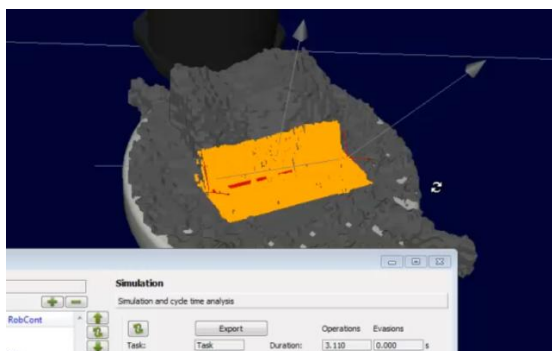 Simulation
Simulation and cycle time analysis
RobCont
Export
Operations Evasions
Task: Task Duration: 3.110 0.000 s